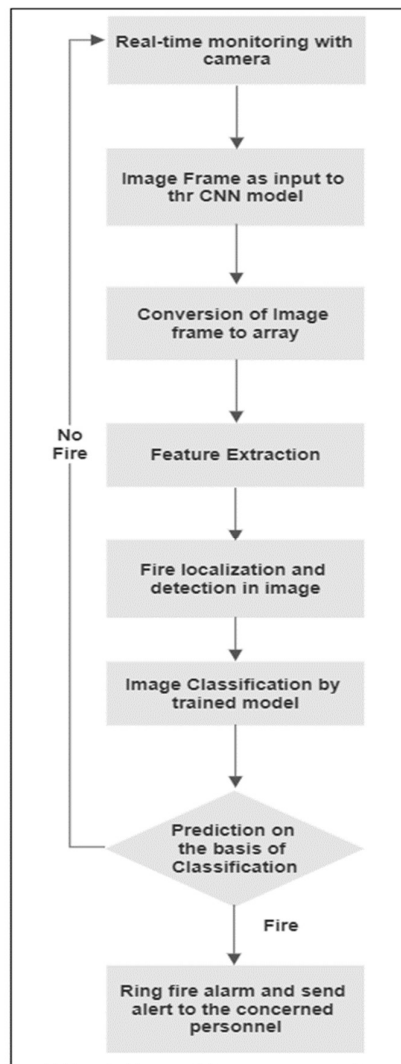 Real-time monitoring with
camera
Image Frame as input to
thr CNN model
Conversion of Image
frame to array
No
Fire
Feature Extraction
Fire localization and
detection in image
Image Classification by
trained model
Prediction on
the basis of
Classification
Fire
Ring fire alarm and send
alert to the concerned
personnel